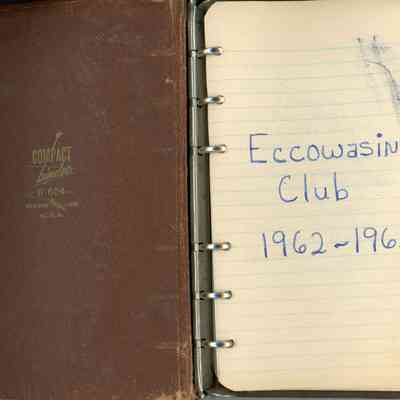 COMPACT
U.S.A.
Eccowasin
Club
1962-196